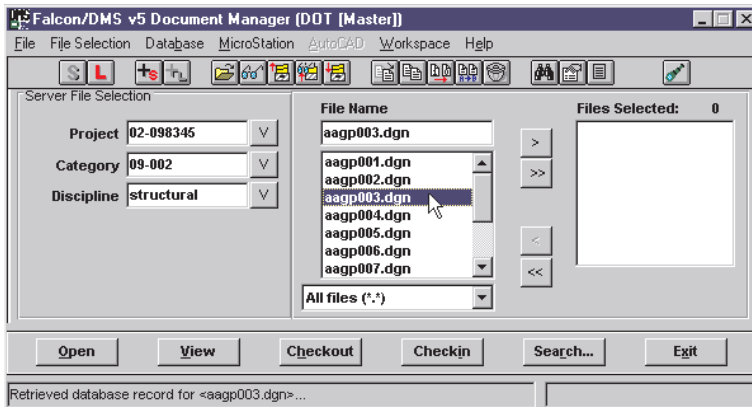 Falcon/DMS v5 Document Manager (DOT [Master])
File File Selection Database MicroStation AutoCAD Workspace Help
S L +S +L
Server File Selection
Project 02-098345 V
Category 09-002 V
Discipline structural V
File Name
aagp003.dgn
aagp001.dgn
aagp002.dgn
aagp003.dgn
aagp004.dgn
aagp005.dgn
aagp006.dgn
aagp007.dgn
All files (*.*)
>
>>
<
<<
Files Selected: 0
Open View Checkout Checkin Search... Exit
Retrieved database record for <aagp003.dgn>...